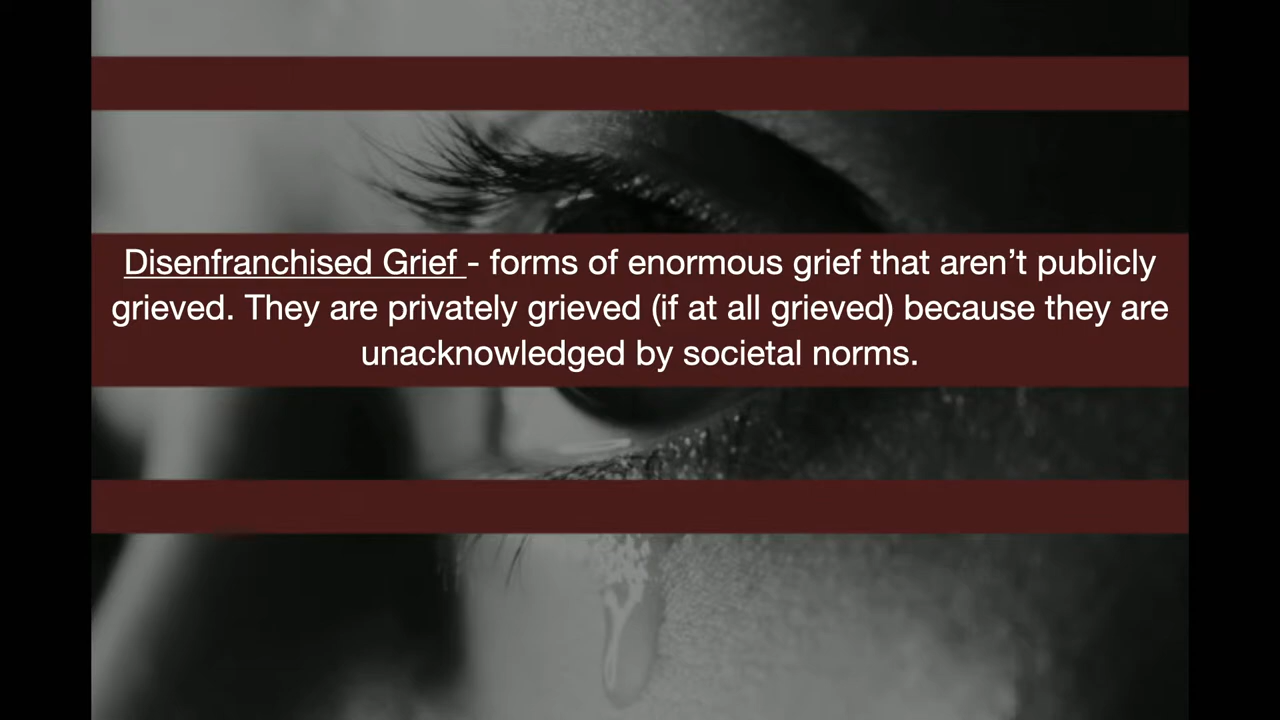 Disenfranchised Grief - forms of enormous grief that aren’t publicly
grieved. They are privately grieved (if at all grieved) because they are
unacknowledged by societal norms.